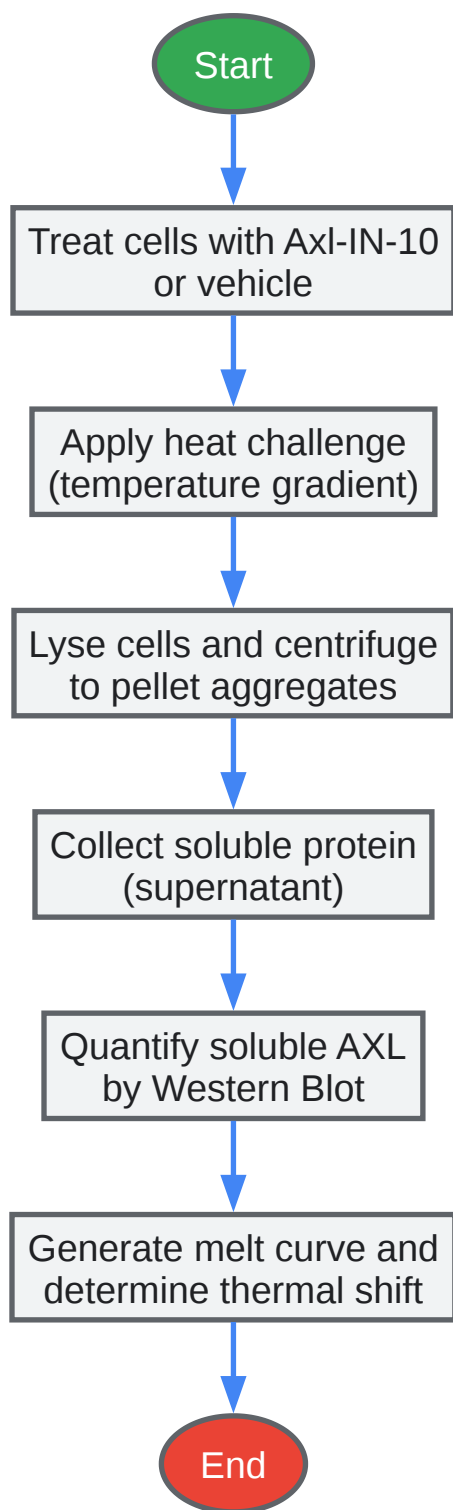 Start
Treat cells with Axl-IN-10
or vehicle
Apply heat challenge
(temperature gradient)
Lyse cells and centrifuge
to pellet aggregates
Collect soluble protein
(supernatant)
Quantify soluble AXL
by Western Blot
Generate melt curve and
determine thermal shift
End